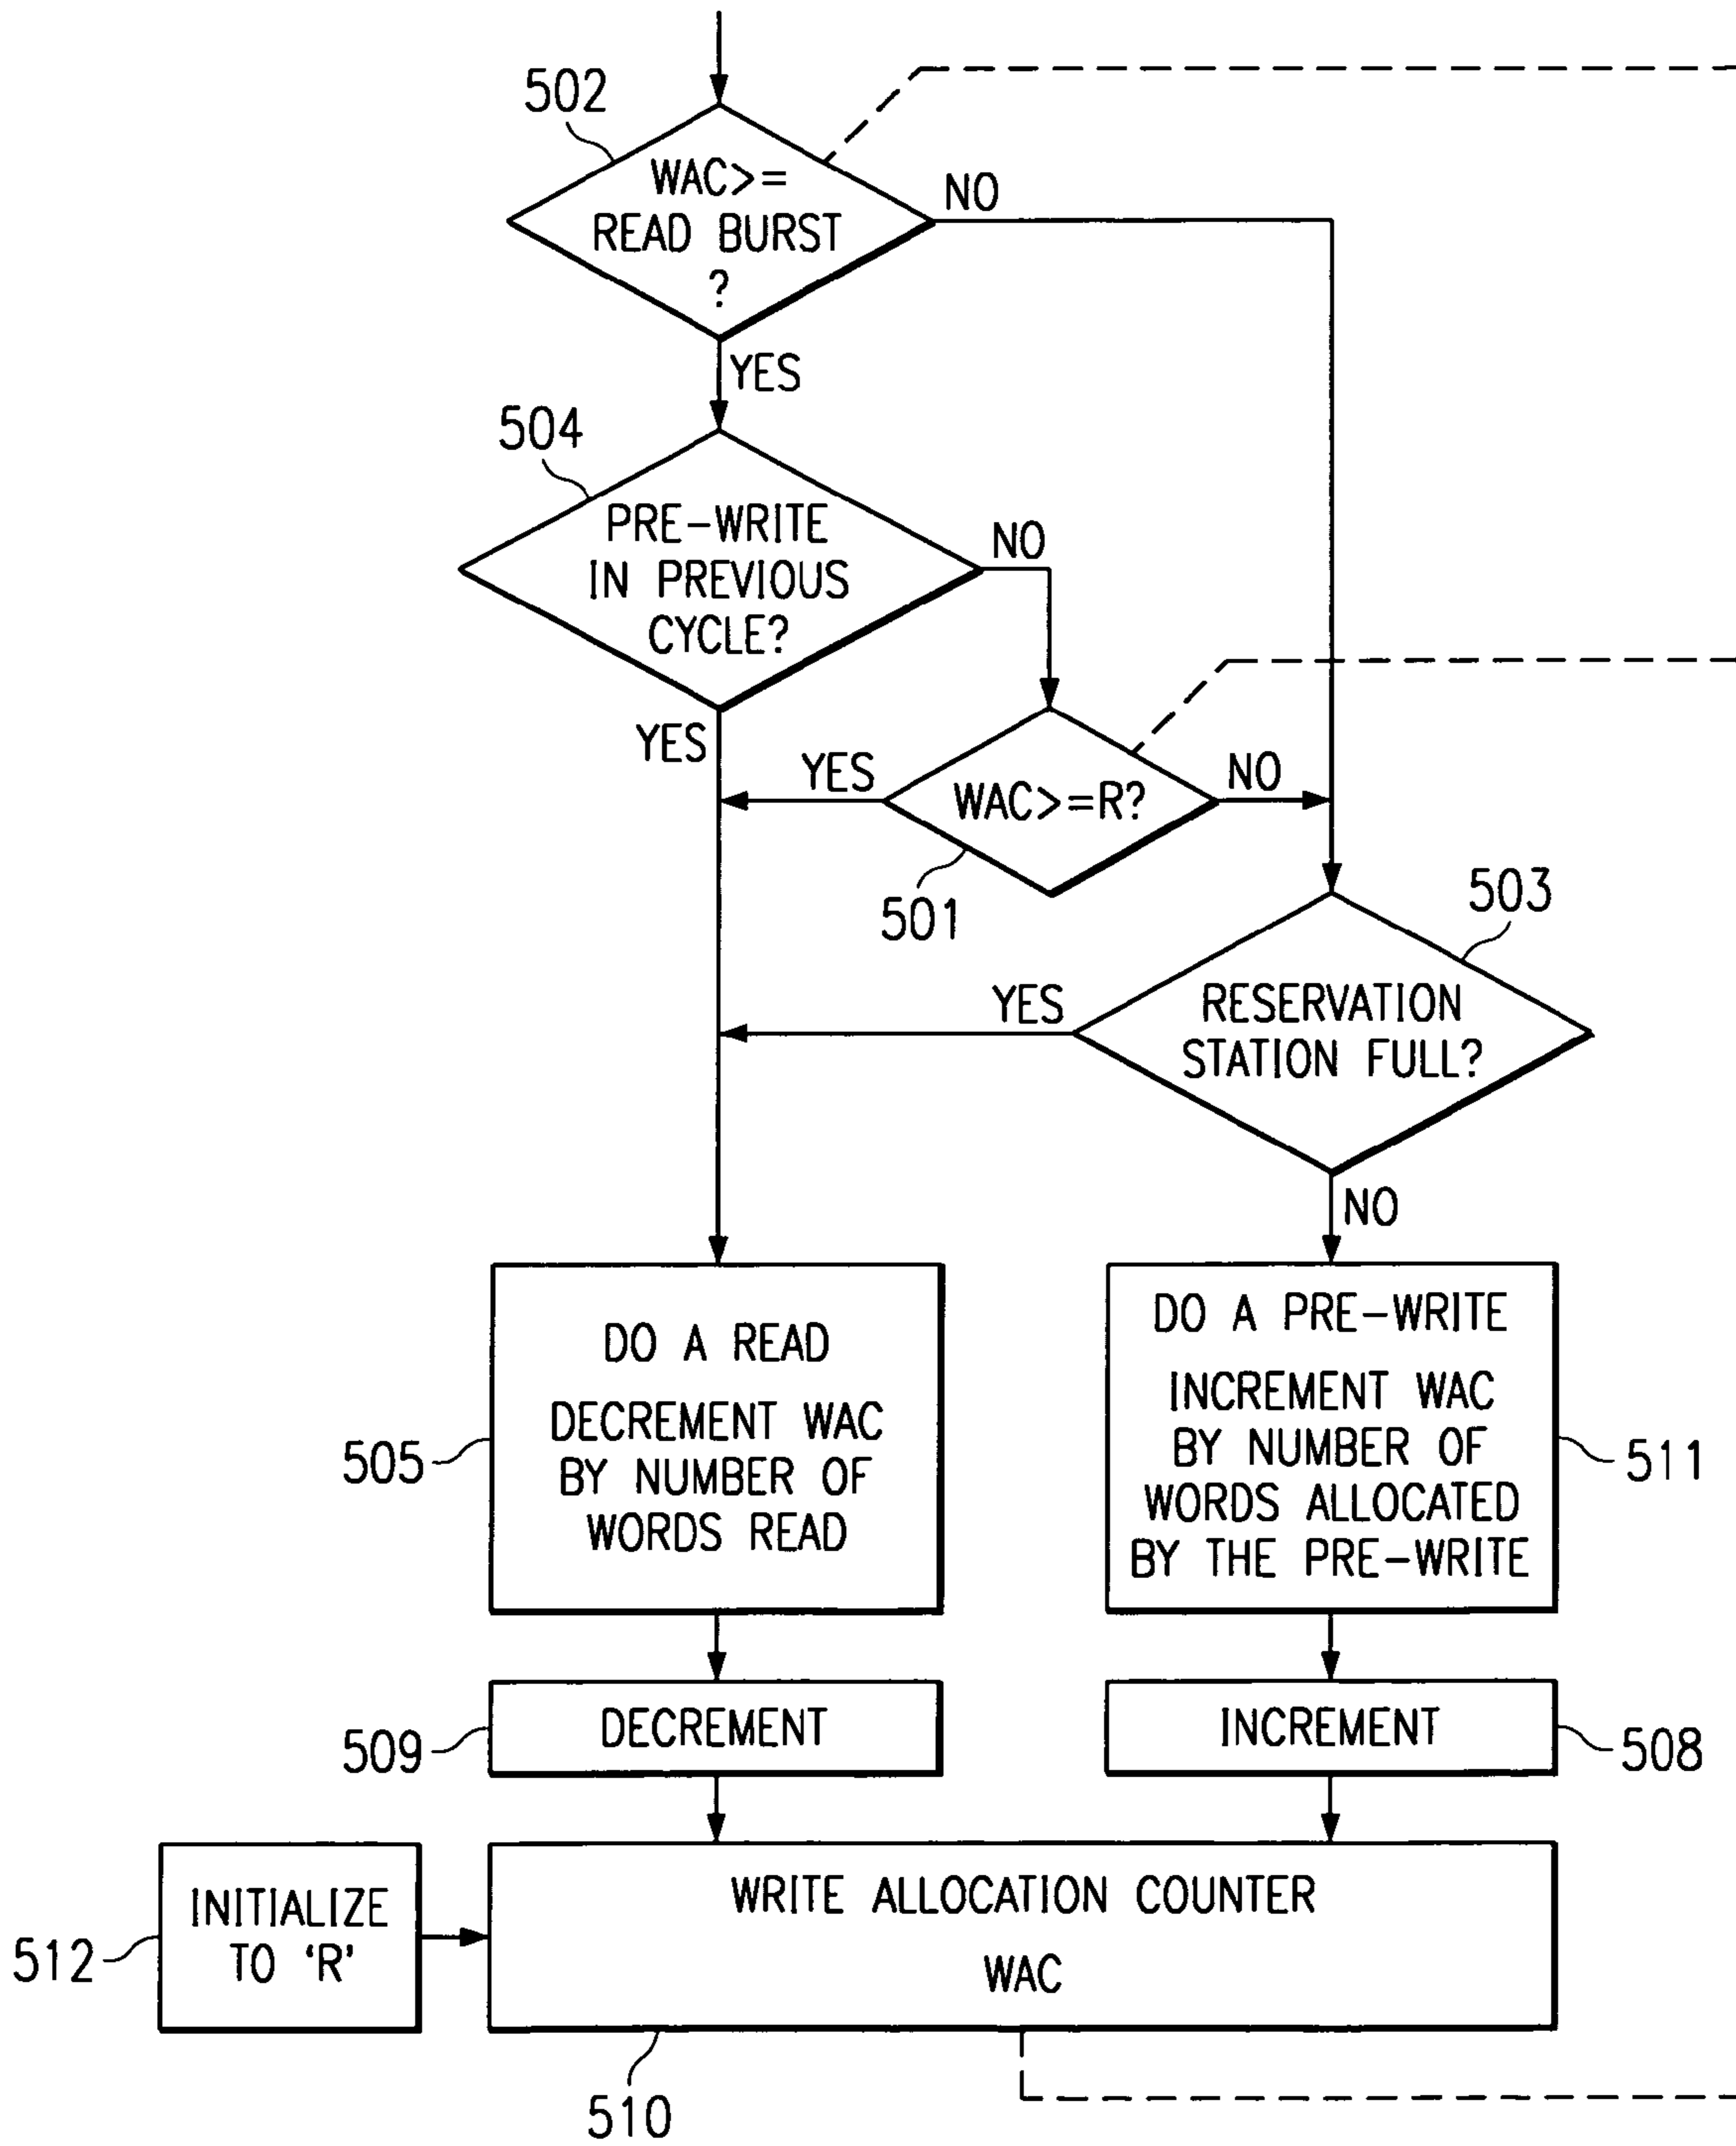 502
WAC>=
READ BURST
?
NO
YES
504
PRE-WRITE
IN PREVIOUS
CYCLE?
NO
YES
YES
WAC>=R?
NO
501
503
RESERVATION
STATION FULL?
YES
NO
DO A READ
DECREMENT WAC
BY NUMBER OF
WORDS READ
505
DO A PRE-WRITE
INCREMENT WAC
BY NUMBER OF
WORDS ALLOCATED
BY THE PRE-WRITE
511
DECREMENT
509
INCREMENT
508
INITIALIZE
TO ‘R’
512
WRITE ALLOCATION COUNTER
WAC
510